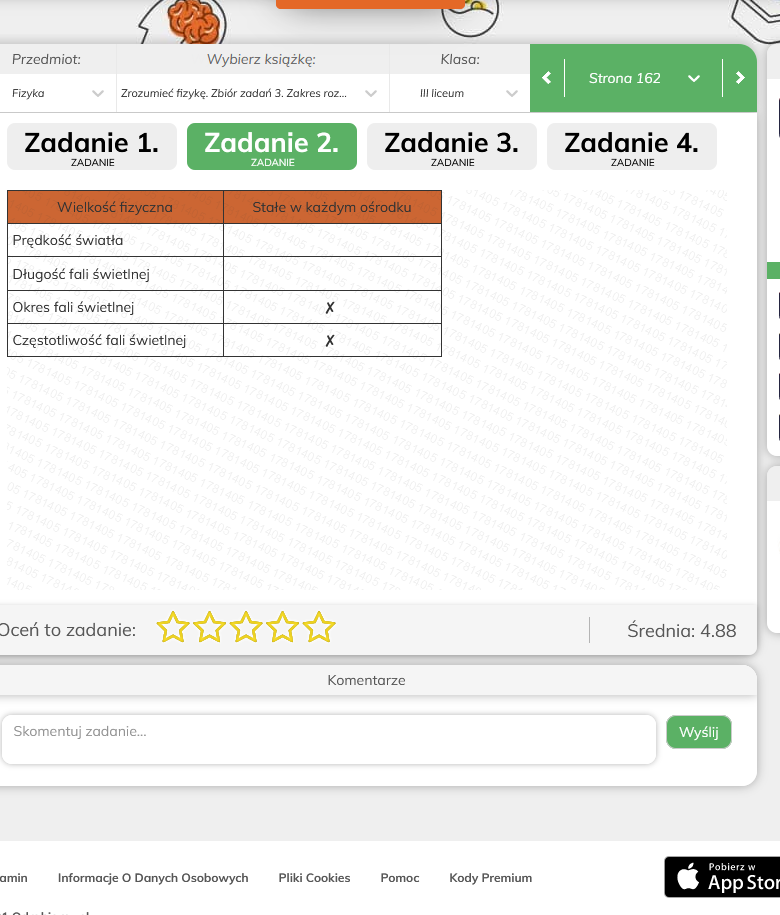 Przedmiot: Wybierz książkę: Klasa:
Fizyka Zrozumieć fizykę. Zbiór zadań 3. Zakres roz... III liceum Strona 162
Zadanie 1. Zadanie 2. Zadanie 3. Zadanie 4.
ZADANIE ZADANIE ZADANIE ZADANIE
Wielkość fizyczna Stałe w każdym ośrodku
Prędkość światła
Długość fali świetlnej
Okres fali świetlnej ✗
Częstotliwość fali świetlnej ✗
Oceń to zadanie: Średnia: 4.88
Komentarze
Skomentuj zadanie... Wyślij
amin Informacje O Danych Osobowych Pliki Cookies Pomoc Kody Premium
Pobierz w
App Stor